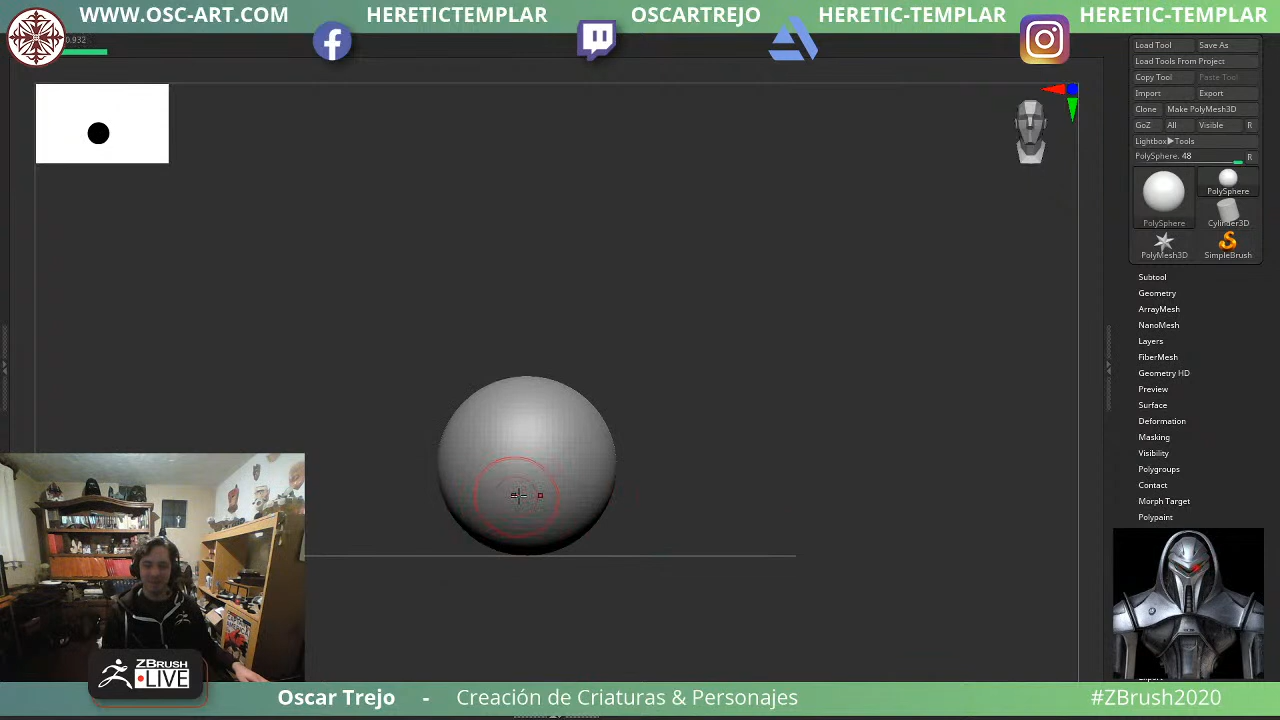 WWW.OSC-ART.COM
HERETICTEMPLAR
OSCARTREJO
HERETIC-TEMPLAR
HERETIC-TEMPLAR
0.932
Load Tool
Save As
Load Tools From Project
Copy Tool
Paste Tool
Import
Export
Clone
Make PolyMesh3D
GoZ
All
Visible
R
Lightbox▶Tools
PolySphere. 48
R
PolySphere
PolySphere
Cylinder3D
PolyMesh3D
SimpleBrush
Subtool
Geometry
ArrayMesh
NanoMesh
Layers
FiberMesh
Geometry HD
Preview
Surface
Deformation
Masking
Visibility
Polygroups
Contact
Morph Target
Polypaint
ZBRUSH
LIVE
Oscar Trejo - Creación de Criaturas & Personajes
#ZBrush2020